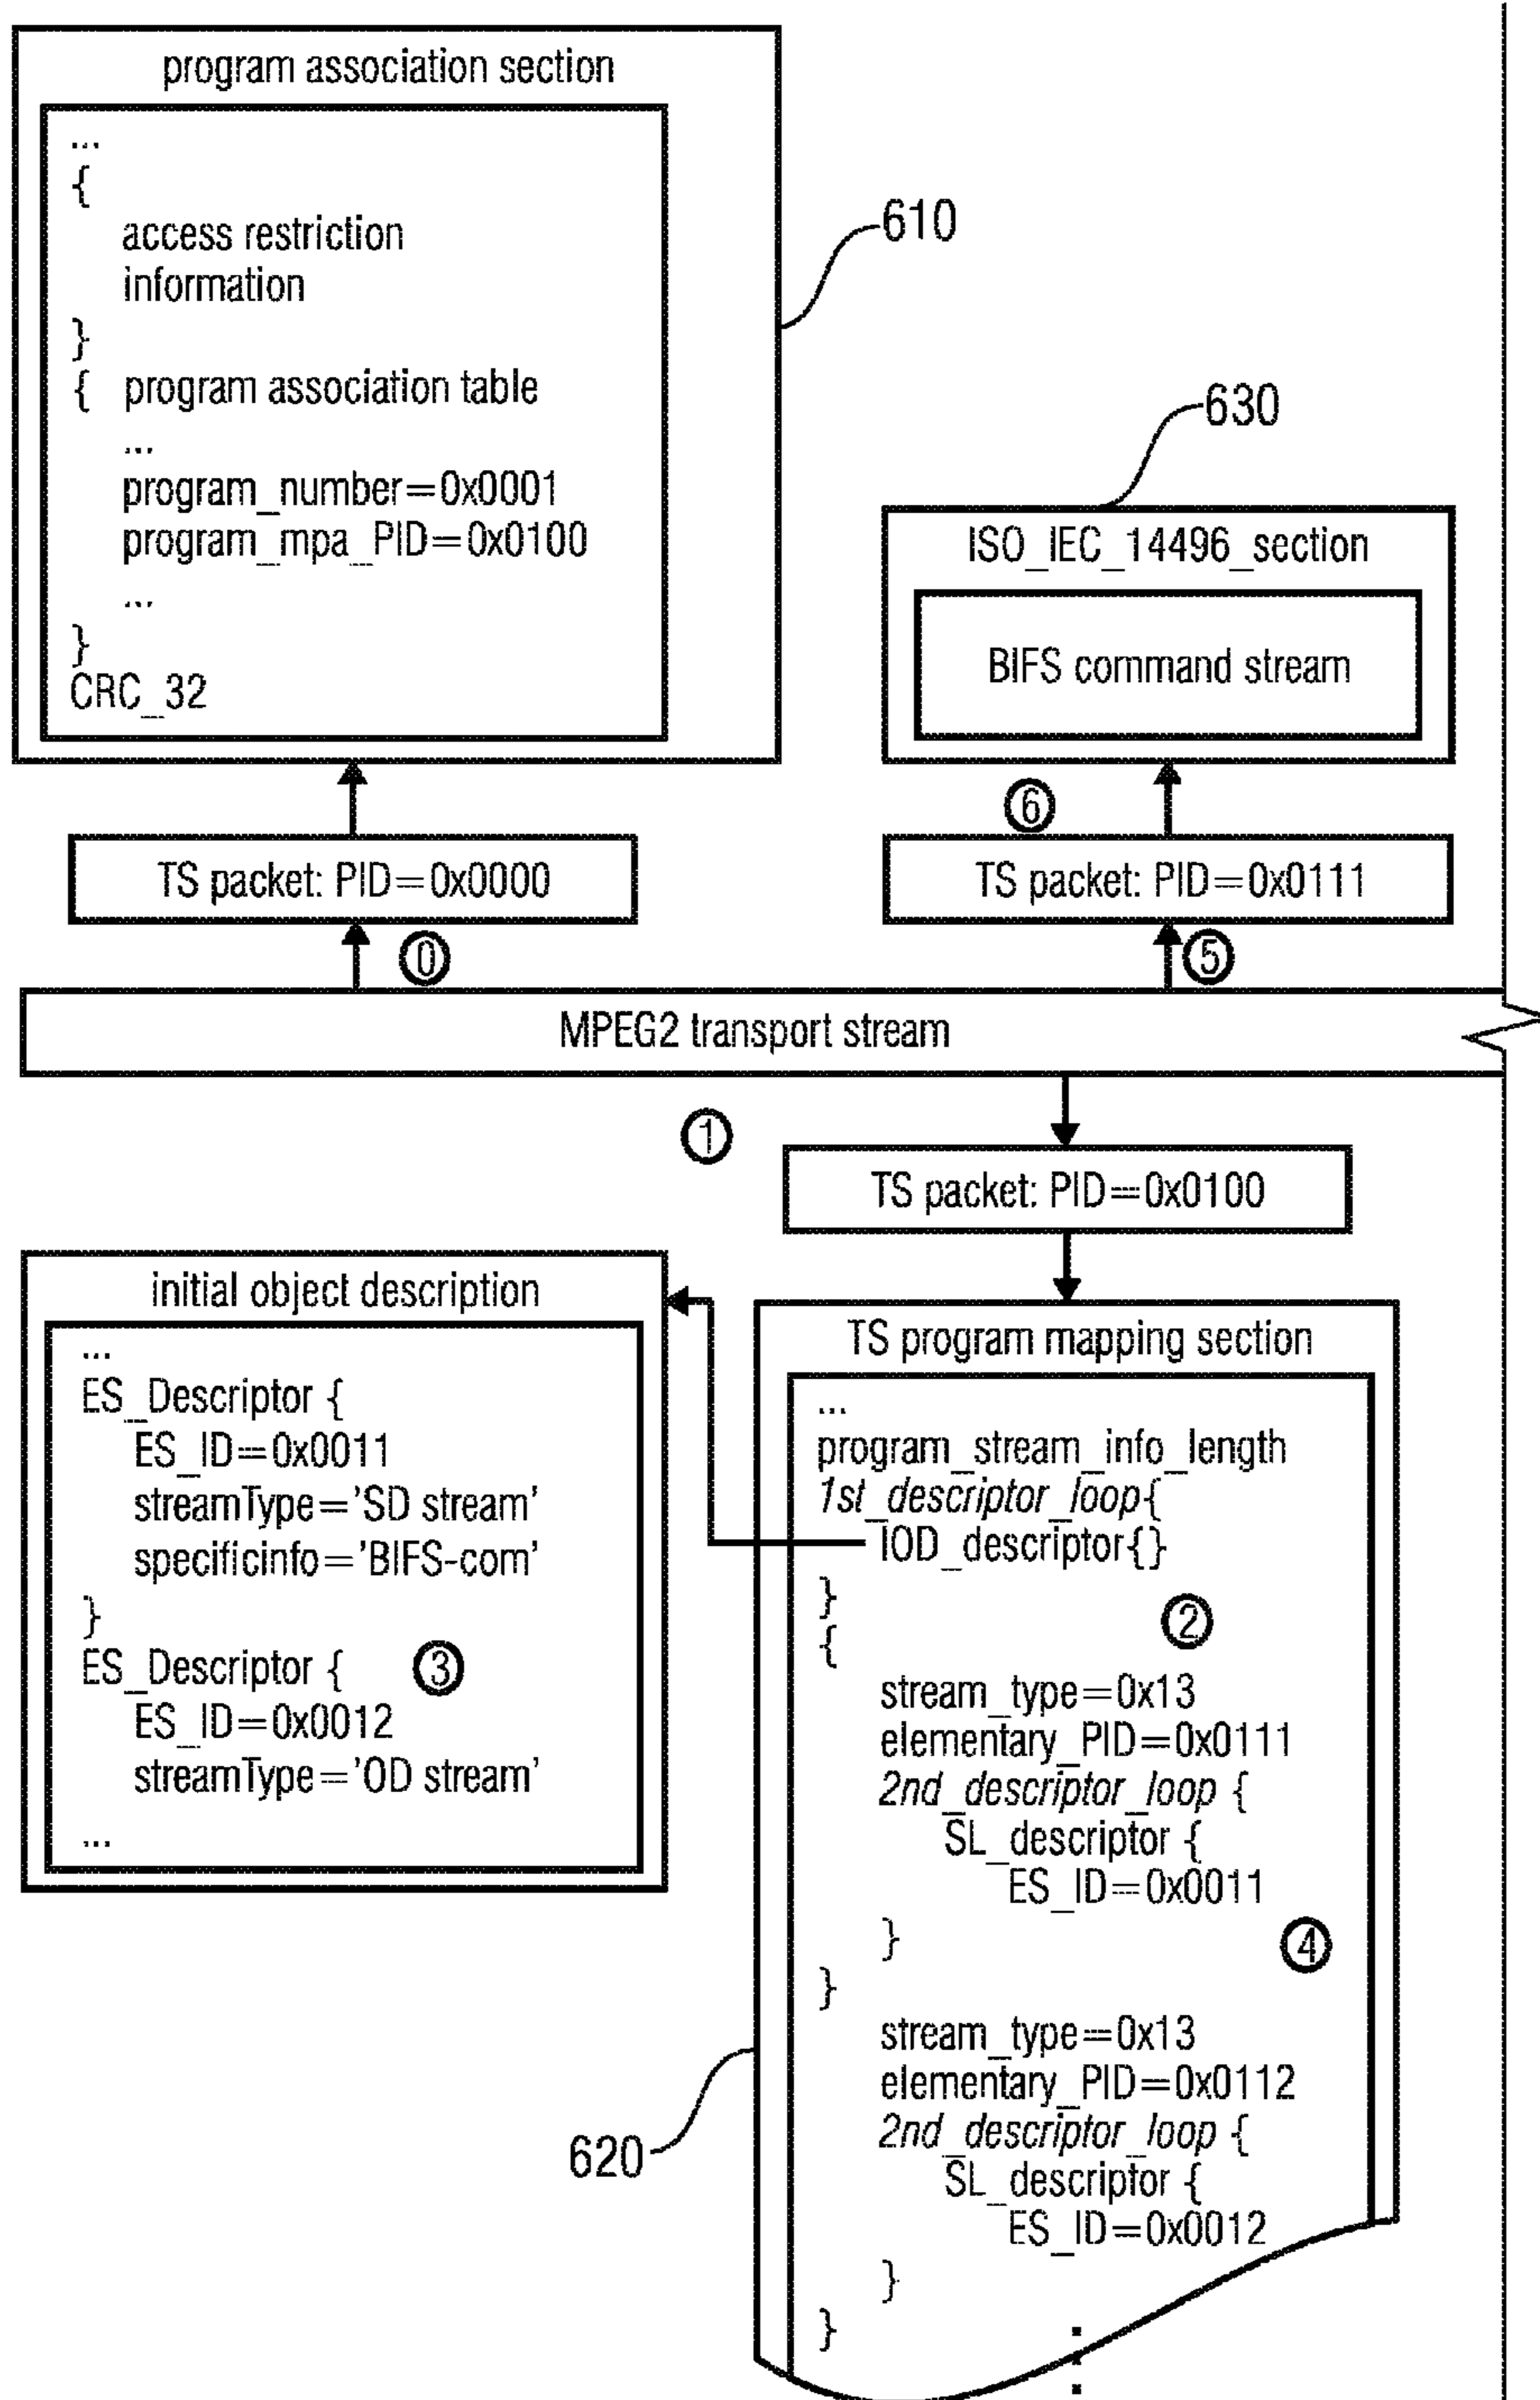 program association section
...
{
access restriction
information
}
{ program association table
...
program_number=0x0001
program_mpa_PID=0x0100
...
}
CRC_32
610
630
ISO_IEC_14496_section
BIFS command stream
6
TS packet: PID=0x0000
TS packet: PID=0x0111
0
5
MPEG2 transport stream
1
TS packet: PID=0x0100
initial object description
...
ES_Descriptor {
ES_ID=0x0011
streamType='SD stream'
specificinfo='BIFS-com'
}
ES_Descriptor {
3
ES_ID=0x0012
streamType='OD stream'
...
TS program mapping section
...
program_stream_info_length
1st_descriptor_loop{
IOD_descriptor{}
}
2
{
stream_type=0x13
elementary_PID=0x0111
2nd_descriptor_loop {
SL_descriptor {
ES_ID=0x0011
}
4
}
stream_type=0x13
elementary_PID=0x0112
2nd_descriptor_loop {
SL_descriptor {
ES_ID=0x0012
}
}
620